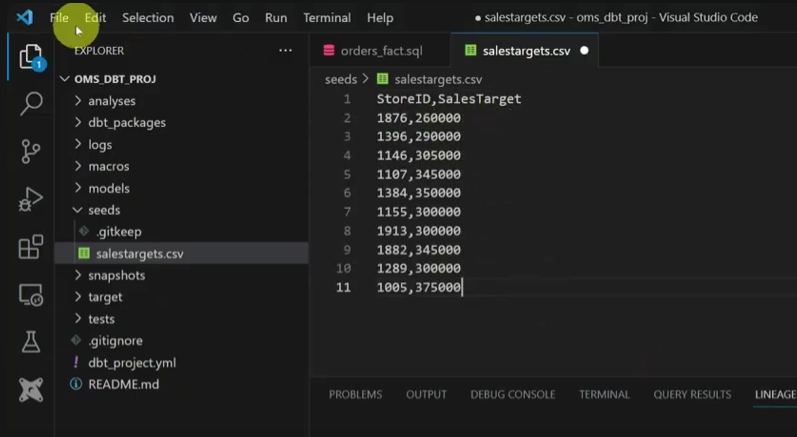 File Edit Selection View Go Run Terminal Help
● salestargets.csv - oms_dbt_proj - Visual Studio Code
EXPLORER
...
1
OMS_DBT_PROJ
analyses
dbt_packages
logs
macros
models
seeds
.gitkeep
salestargets.csv
snapshots
target
tests
.gitignore
! dbt_project.yml
README.md
orders_fact.sql
salestargets.csv ●
seeds > salestargets.csv
1 StoreID,SalesTarget
2 1876,260000
3 1396,290000
4 1146,305000
5 1107,345000
6 1384,350000
7 1155,300000
8 1913,300000
9 1882,345000
10 1289,300000
11 1005,375000
PROBLEMS OUTPUT DEBUG CONSOLE TERMINAL QUERY RESULTS LINEAGE